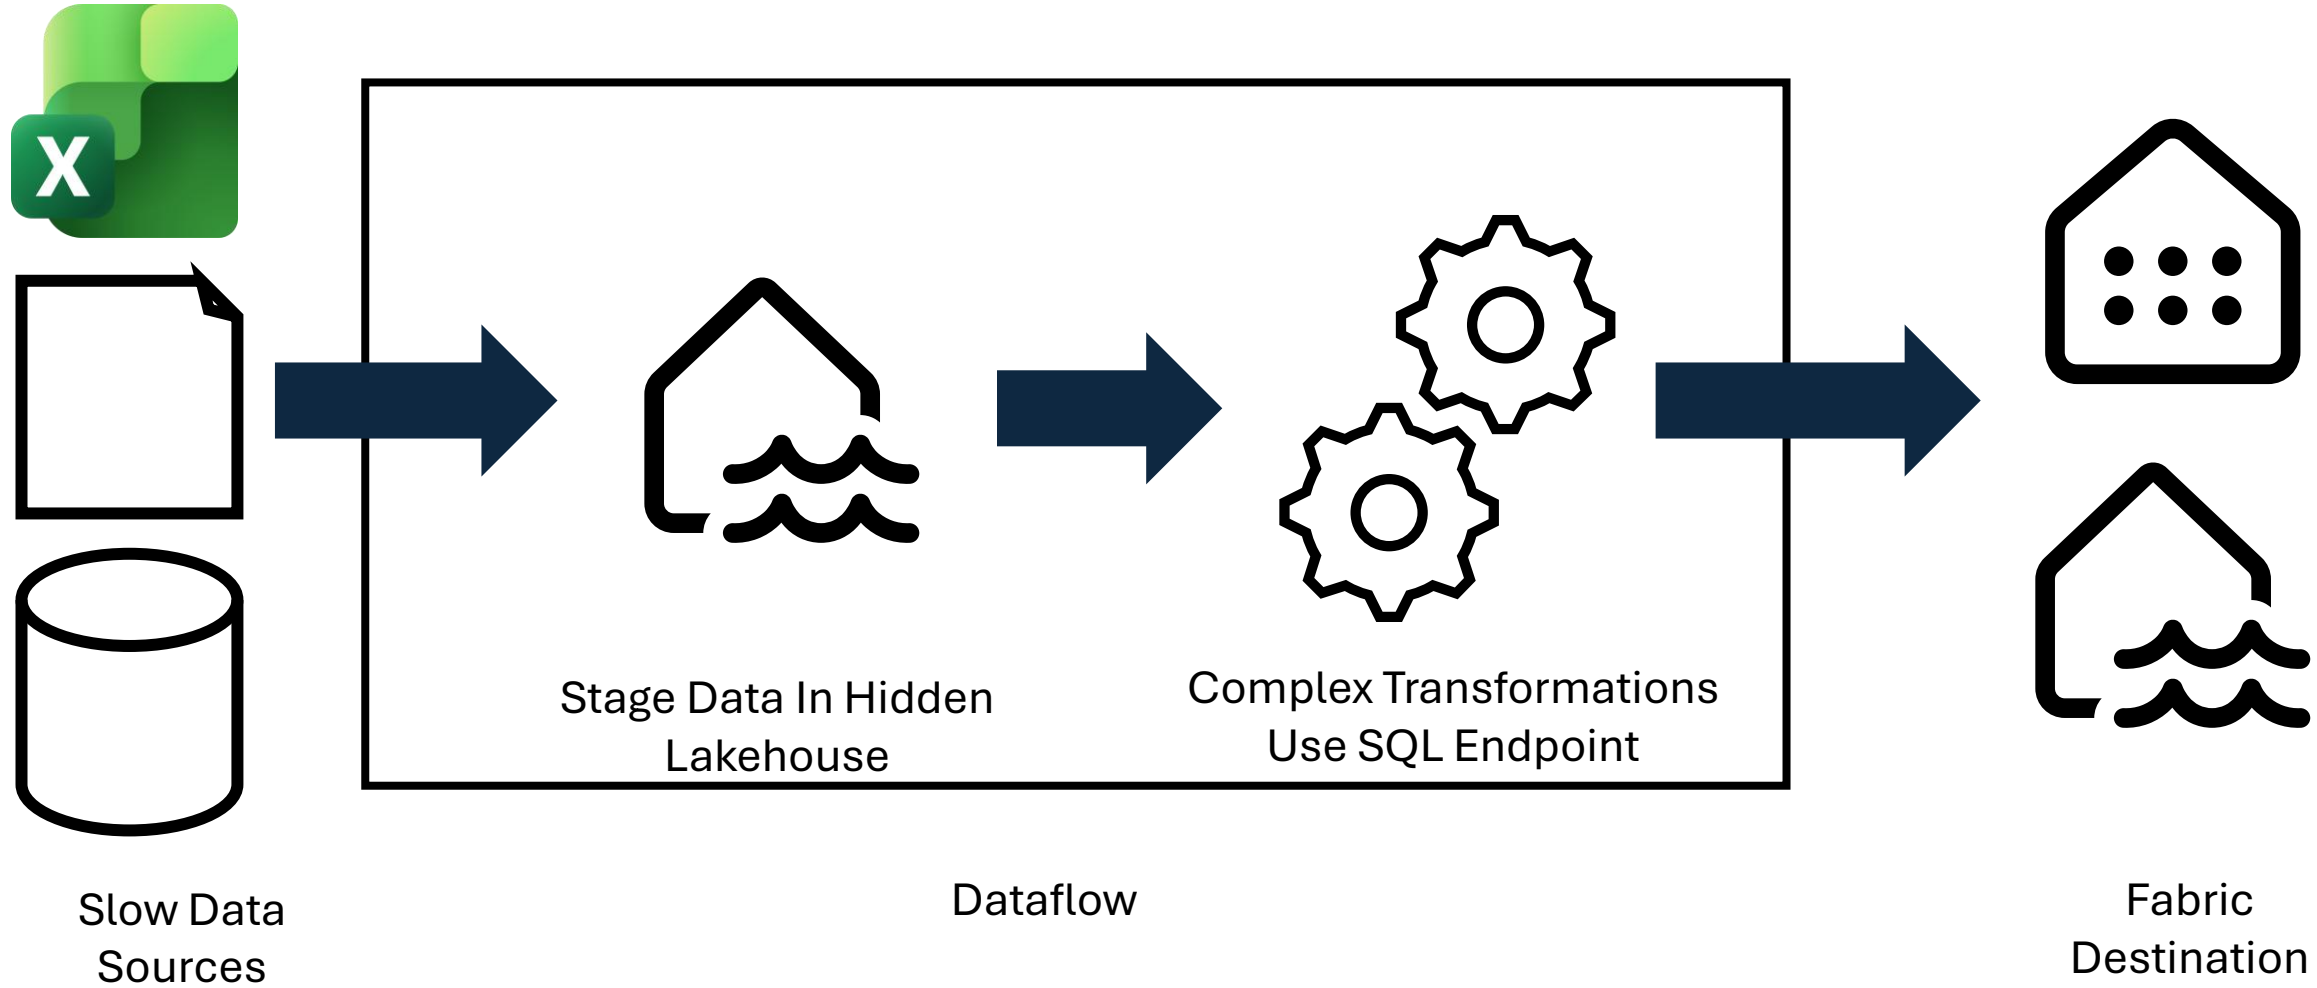 X
Stage Data In Hidden
Lakehouse
Complex Transformations
Use SQL Endpoint
Slow Data
Sources
Dataflow
Fabric
Destination